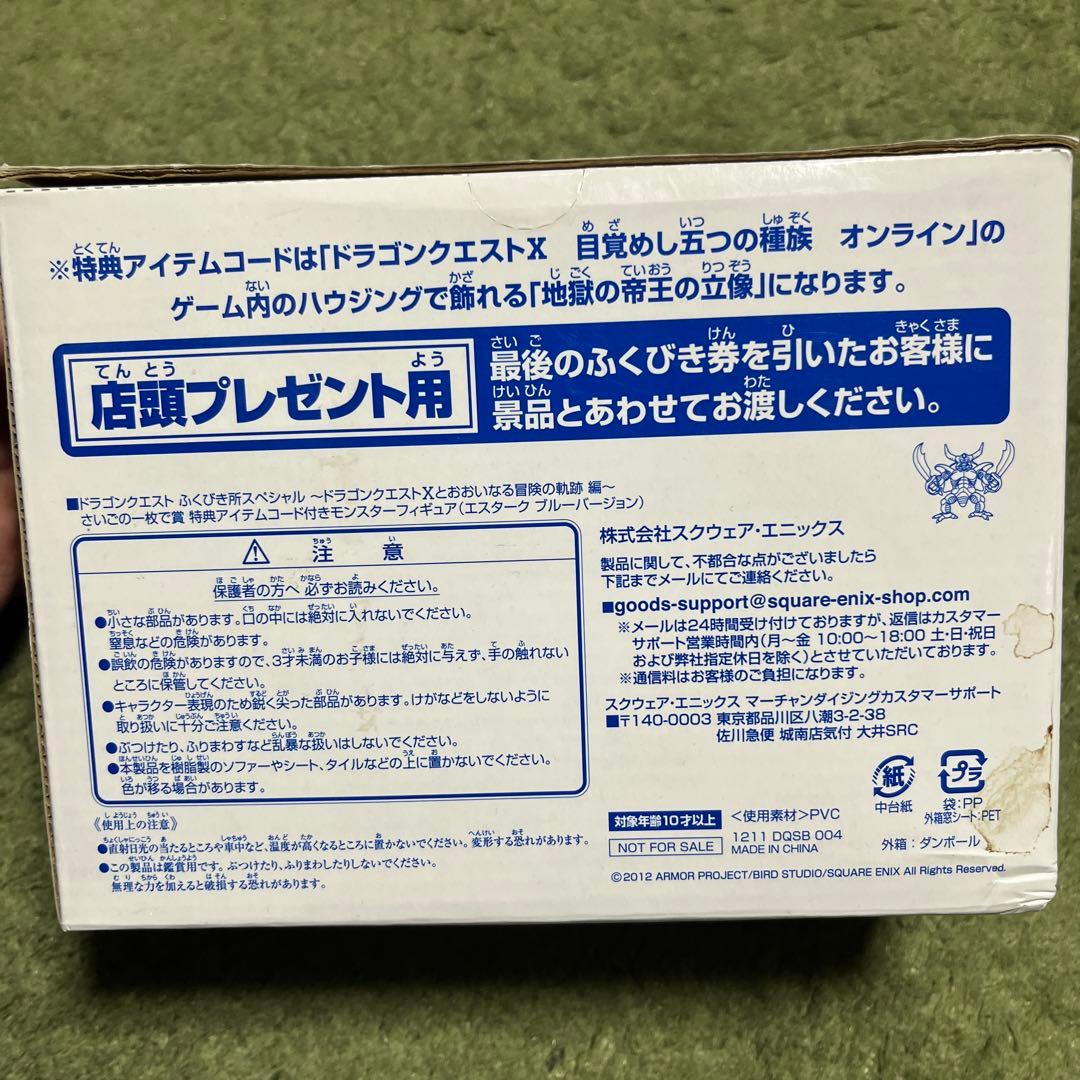 ※特典アイテムコードは「ドラゴンクエストX 目覚めし五つの種族 オンライン」の
ゲーム内のハウジングで飾れる「地獄の帝王の立像」になります。
店頭プレゼント用
最後のふくびき券を引いたお客様に
景品とあわせてお渡しください。
■ドラゴンクエスト ふくびき所スペシャル 〜ドラゴンクエストXとおおいなる冒険の軌跡 編〜
さいごの一枚で賞 特典アイテムコード付きモンスターフィギュア(エスターク ブルーバージョン)
注意
保護者の方へ 必ずお読みください。
●小さな部品があります。口の中には絶対に入れないでください。
窒息などの危険があります。
●誤飲の危険がありますので、3才未満のお子様には絶対に与えず、手の触れない
ところに保管してください。
●キャラクター表現のため鋭く尖った部品があります。けがなどをしないように
取り扱いに十分ご注意ください。
●ぶつけたり、ふりまわすなど乱暴な扱いはしないでください。
●本製品を樹脂製のソファーやシート、タイルなどの上に置かないでください。
色が移る場合があります。
《使用上の注意》
●直射日光の当たるところや車中など、温度が高くなるところに置かないでください。変形する恐れがあります。
●この製品は鑑賞用です。ぶつけたり、ふりまわしたりしないでください。
無理な力を加えると破損する恐れがあります。
株式会社スクウェア・エニックス
製品に関して、不都合な点がございましたら
下記までメールにてご連絡ください。
■goods-support@square-enix-shop.com
※メールは24時間受け付けておりますが、返信はカスタマー
サポート営業時間内(月〜金 10:00〜18:00 土・日・祝日
および弊社指定休日を除く)とさせていただいております。
※通信料はお客様のご負担になります。
スクウェア・エニックス マーチャンダイジングカスタマーサポート
■〒140-0003 東京都品川区八潮3-2-38
佐川急便 城南店気付 大井SRC
紙
中台紙
プラ
袋:PP
外箱窓シート:PET
外箱:ダンボール
対象年齢10才以上
<使用素材>PVC
NOT FOR SALE
1211 DQSB 004
MADE IN CHINA
©2012 ARMOR PROJECT/BIRD STUDIO/SQUARE ENIX All Rights Reserved.